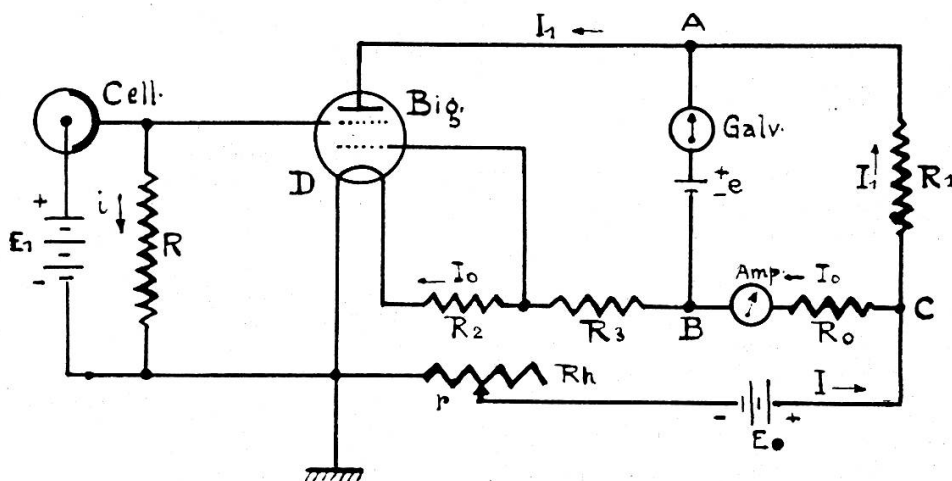 I₁ ←
A
Cell.
Big.
Galv.
D
+
-
e
I₁ ↑
R₁
+
E₁
-
i ↓
R
← I₀
R₂
R₃
B
Amp.
← I₀
R₀
C
Rh
r
I →
-
+
E₀